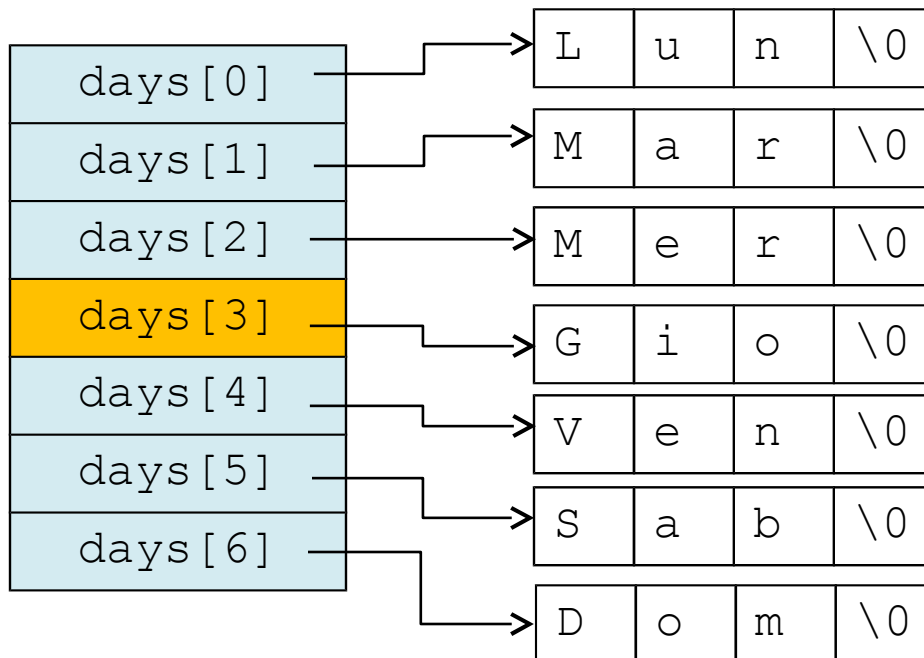 days[0] L u n \0
days[1] M a r \0
days[2] M e r \0
days[3] G i o \0
days[4] V e n \0
days[5] S a b \0
days[6] D o m \0